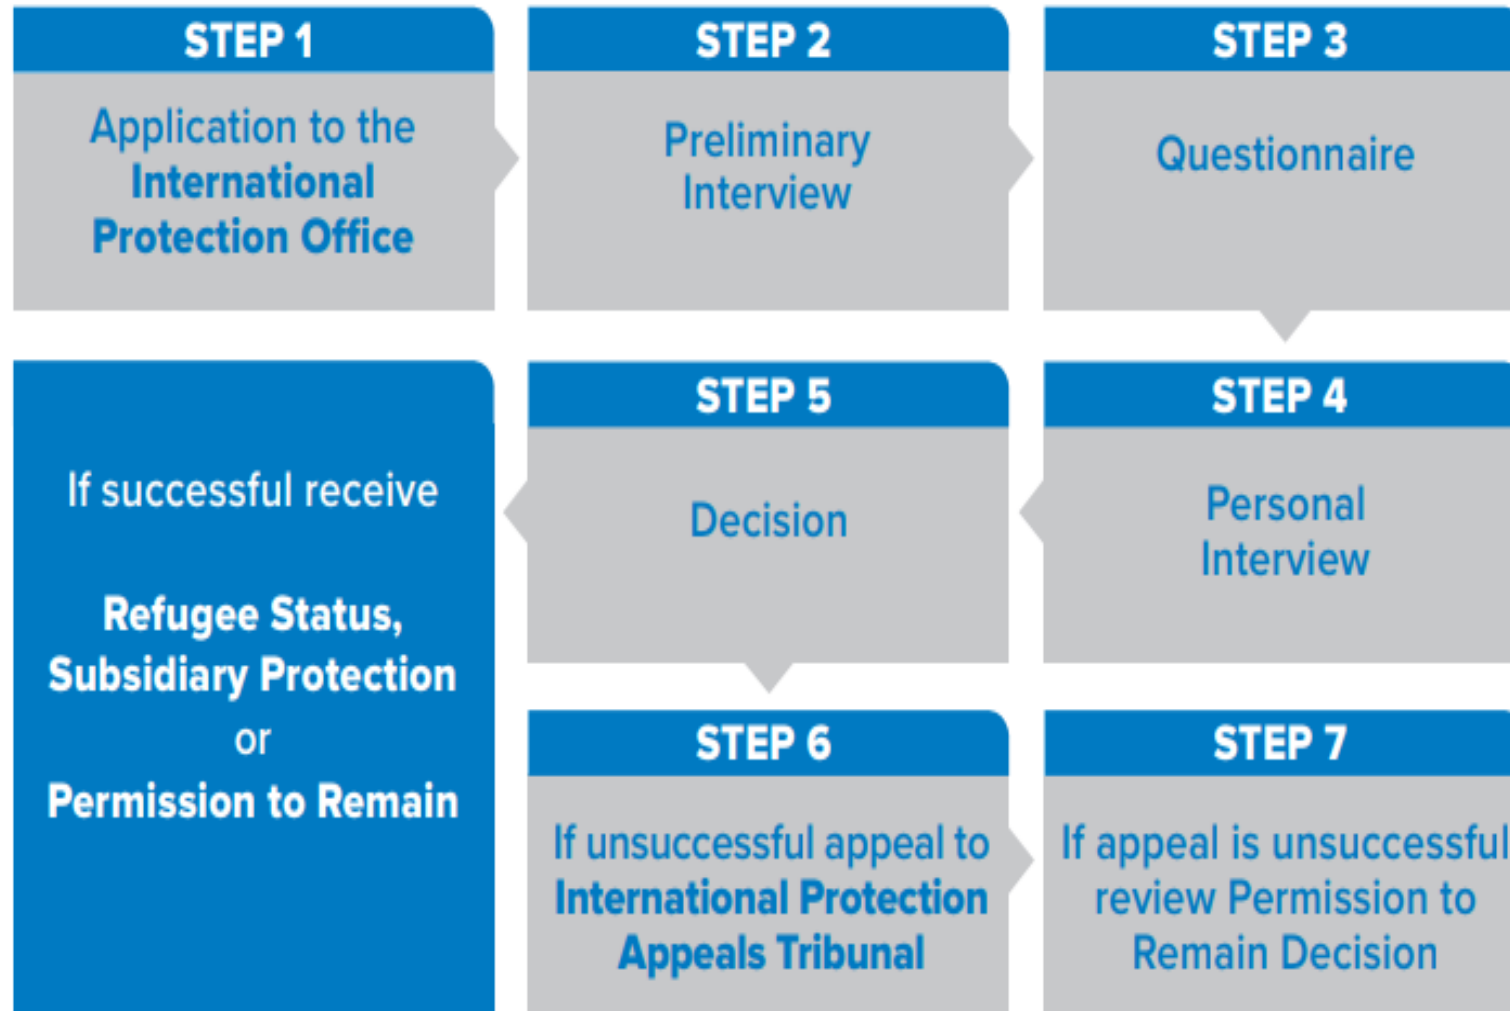 STEP 1
Application to the
International
Protection Office
STEP 2
Preliminary
Interview
STEP 3
Questionnaire
STEP 4
Personal
Interview
STEP 5
Decision
If successful receive
Refugee Status,
Subsidiary Protection
or
Permission to Remain
STEP 6
If unsuccessful appeal to
International Protection
Appeals Tribunal
STEP 7
If appeal is unsuccessful
review Permission to
Remain Decision